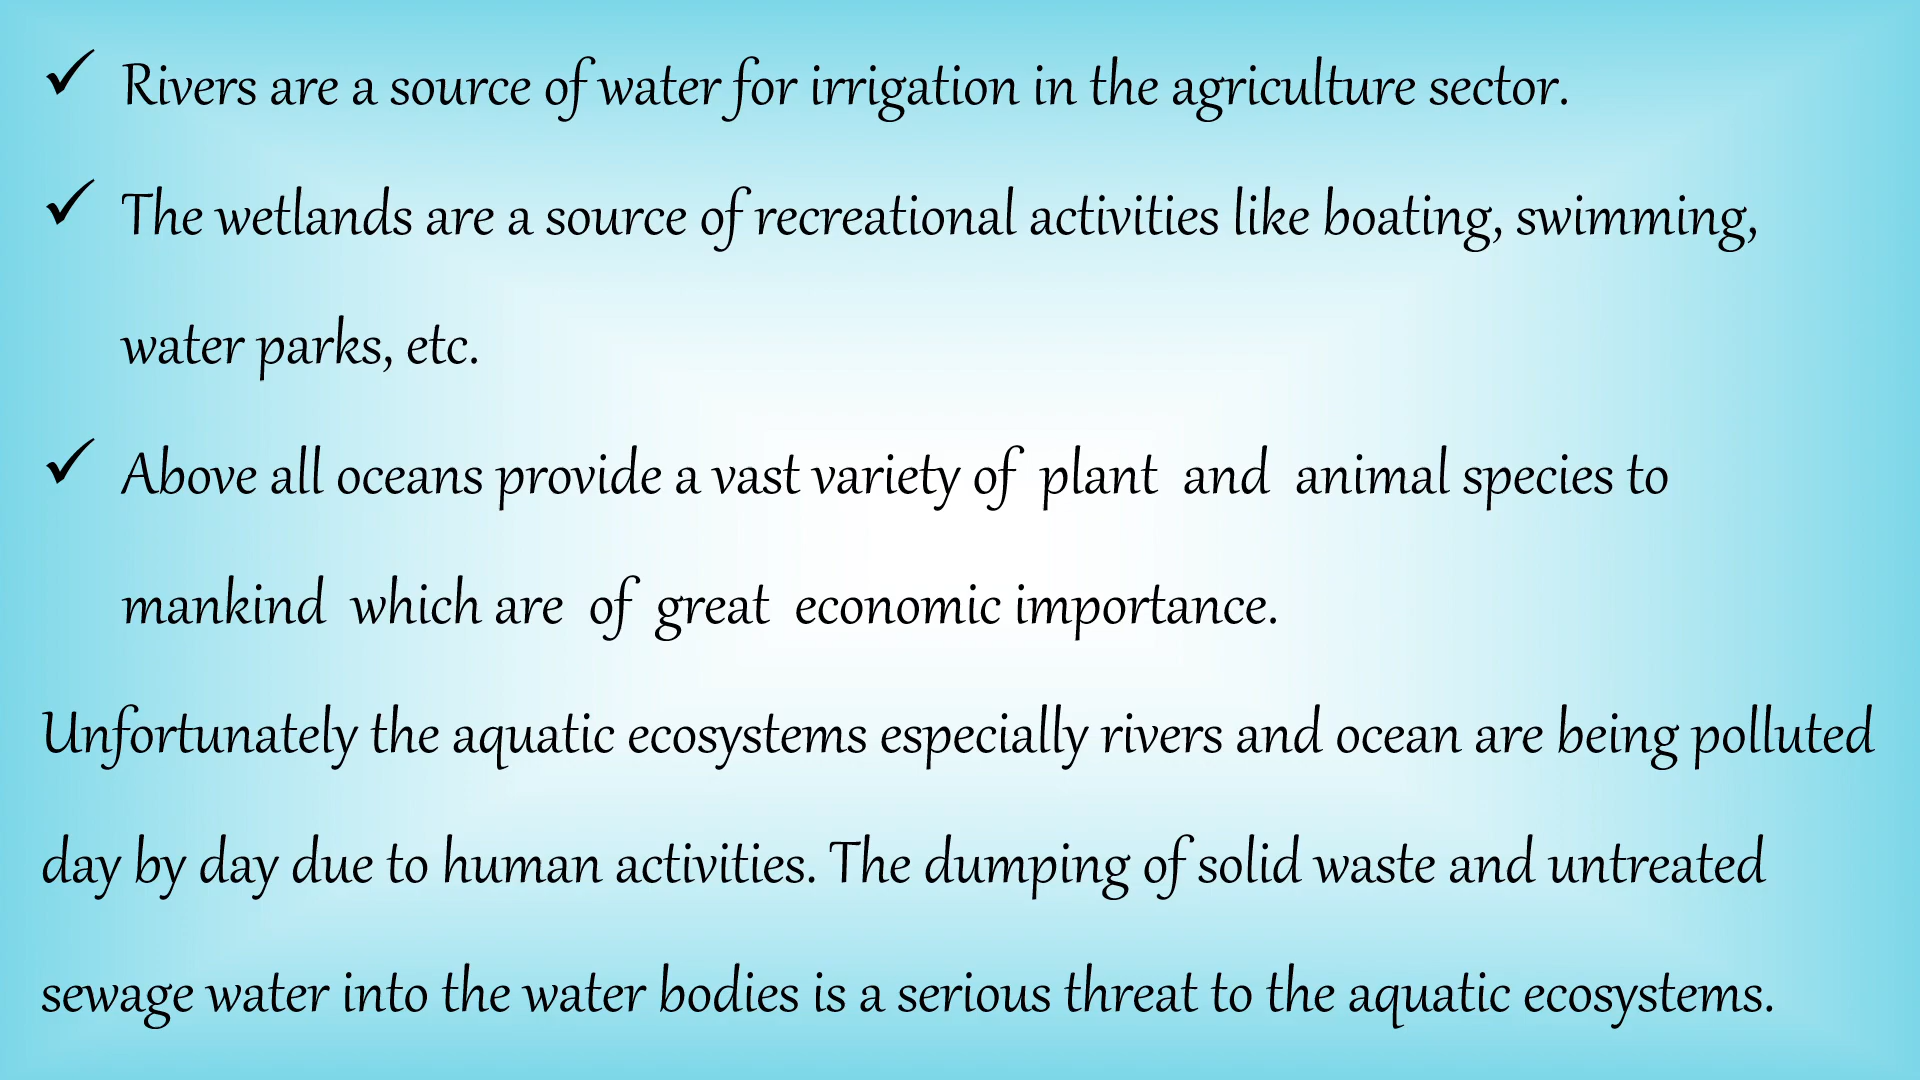 ✓ Rivers are a source of water for irrigation in the agriculture sector.
✓ The wetlands are a source of recreational activities like boating, swimming,
water parks, etc.
✓ Above all oceans provide a vast variety of plant and animal species to
mankind which are of great economic importance.
Unfortunately the aquatic ecosystems especially rivers and ocean are being polluted
day by day due to human activities. The dumping of solid waste and untreated
sewage water into the water bodies is a serious threat to the aquatic ecosystems.